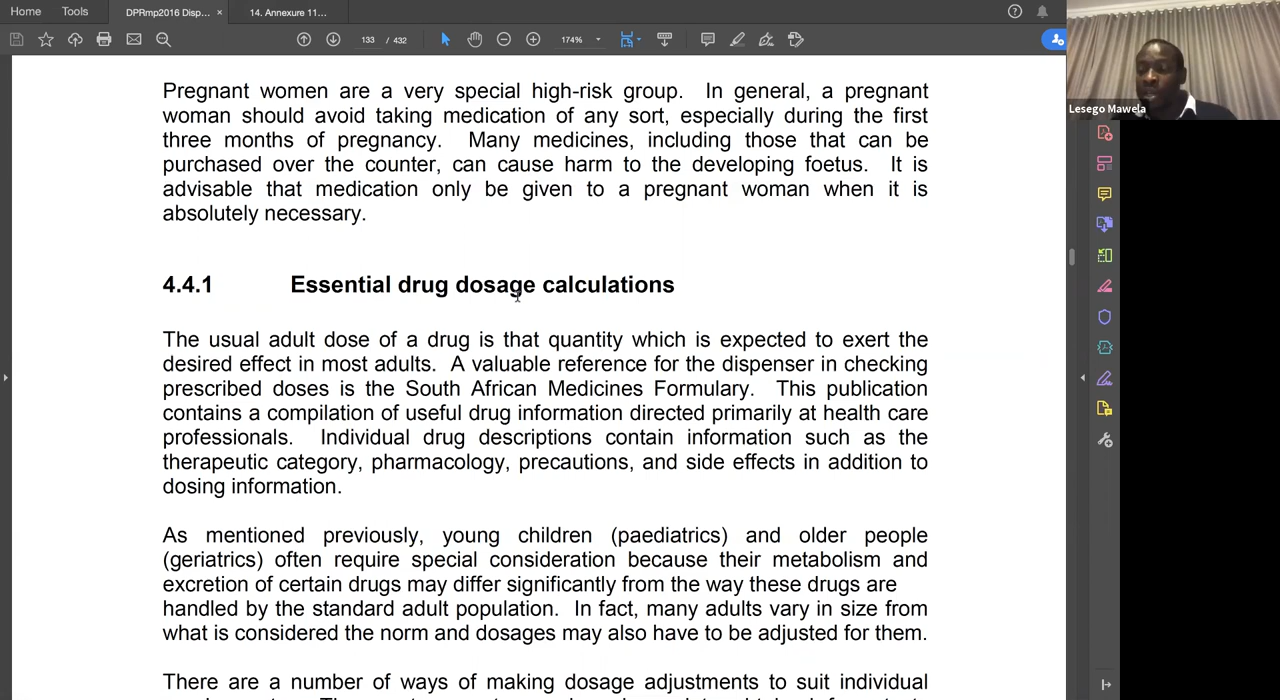 Home Tools DPRmp2016 Disp... × 14. Annexure 11...
133 / 432 174%
Lesego Mawela
Pregnant women are a very special high-risk group. In general, a pregnant
woman should avoid taking medication of any sort, especially during the first
three months of pregnancy. Many medicines, including those that can be
purchased over the counter, can cause harm to the developing foetus. It is
advisable that medication only be given to a pregnant woman when it is
absolutely necessary.
4.4.1 Essential drug dosage calculations
The usual adult dose of a drug is that quantity which is expected to exert the
desired effect in most adults. A valuable reference for the dispenser in checking
prescribed doses is the South African Medicines Formulary. This publication
contains a compilation of useful drug information directed primarily at health care
professionals. Individual drug descriptions contain information such as the
therapeutic category, pharmacology, precautions, and side effects in addition to
dosing information.
As mentioned previously, young children (paediatrics) and older people
(geriatrics) often require special consideration because their metabolism and
excretion of certain drugs may differ significantly from the way these drugs are
handled by the standard adult population. In fact, many adults vary in size from
what is considered the norm and dosages may also have to be adjusted for them.
There are a number of ways of making dosage adjustments to suit individual